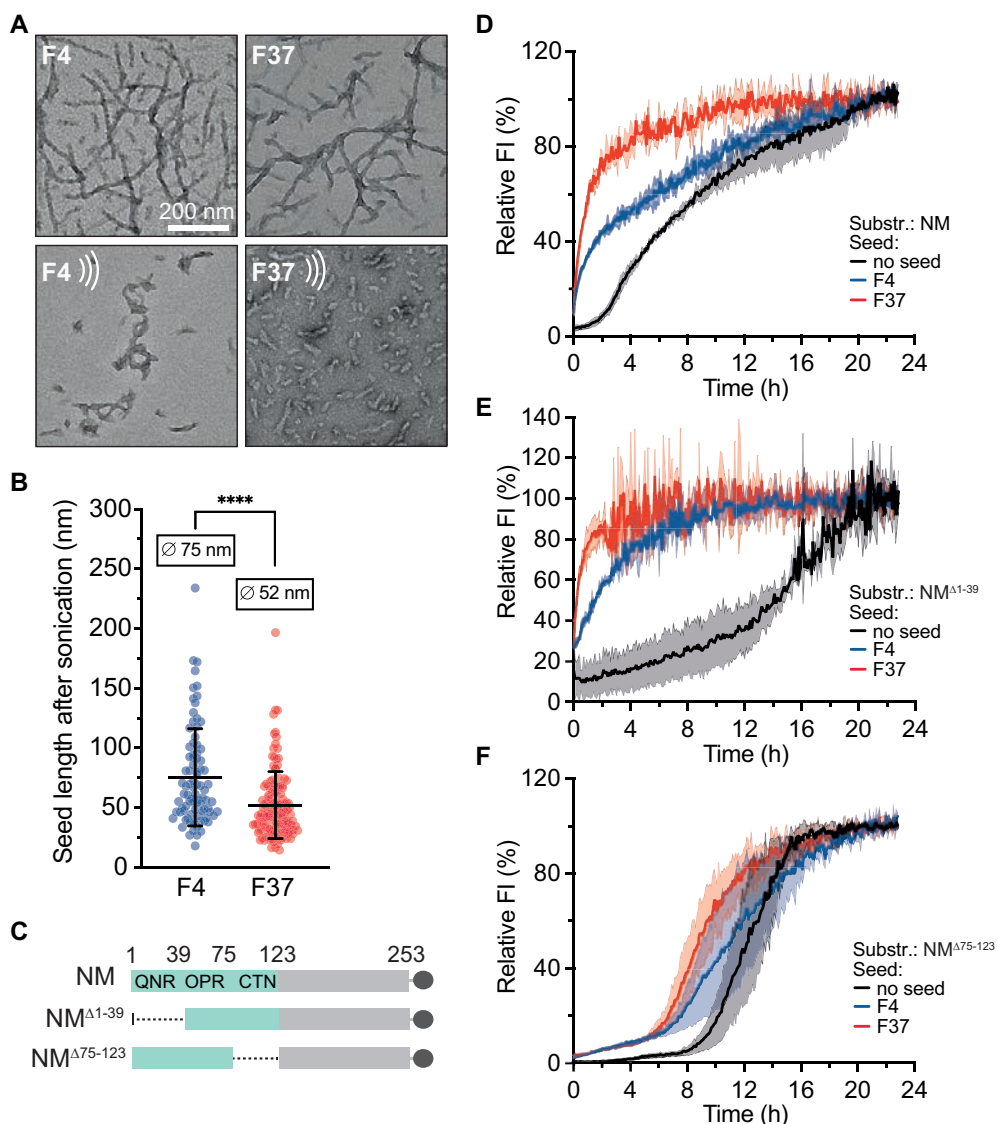 A
F4
F37
200 nm
F4
F37
B
Seed length after sonication (nm)
300
250
200
150
100
50
0
****
∅ 75 nm
∅ 52 nm
F4
F37
C
1 39 75 123 253
NM
QNR OPR CTN
NM^Δ1-39
NM^Δ75-123
D
Relative FI (%)
120
80
40
0
Substr.: NM
Seed:
no seed
F4
F37
0 4 8 12 16 20 24
Time (h)
E
Relative FI (%)
140
120
100
80
60
40
20
0
Substr.: NM^Δ1-39
Seed:
no seed
F4
F37
0 4 8 12 16 20 24
Time (h)
F
Relative FI (%)
120
80
40
0
Substr.: NM^Δ75-123
Seed:
no seed
F4
F37
0 4 8 12 16 20 24
Time (h)